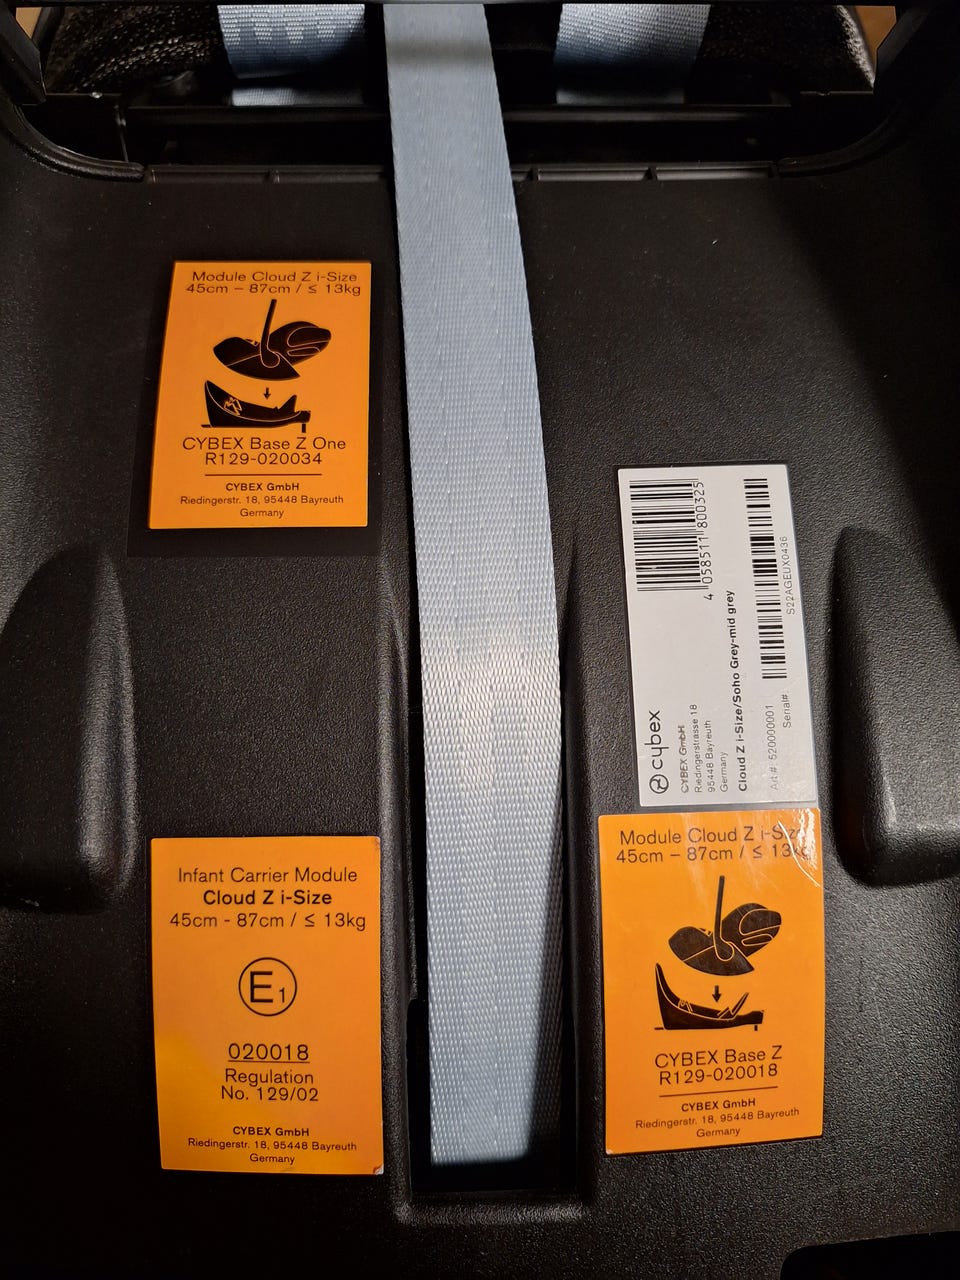 Module Cloud Z i-Size
45cm – 87cm / ≤ 13kg
CYBEX Base Z One
R129-020034
CYBEX GmbH
Riedingerstr. 18, 95448 Bayreuth
Germany
4 058511 800325
cybex
CYBEX GmbH
Riedingerstrasse 18
95448 Bayreuth
Germany
Cloud Z i-Size/Soho Grey-mid grey
Art.#: 520000001
Serial#:
S22AGEUX0436
Infant Carrier Module
Cloud Z i-Size
45cm - 87cm / ≤ 13kg
E1
020018
Regulation
No. 129/02
CYBEX GmbH
Riedingerstr. 18, 95448 Bayreuth
Germany
Module Cloud Z i-Size
45cm – 87cm / ≤ 13kg
CYBEX Base Z
R129-020018
CYBEX GmbH
Riedingerstr. 18, 95448 Bayreuth
Germany